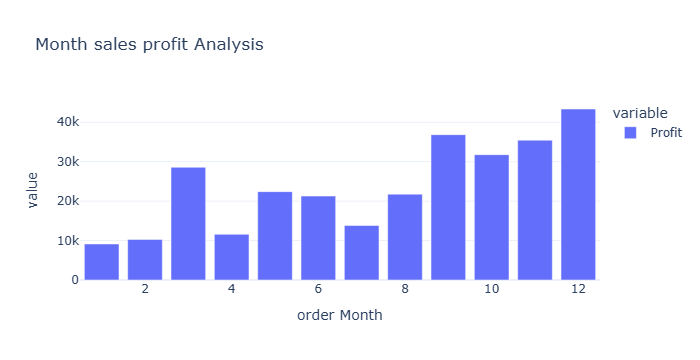 Month sales profit Analysis
variable
Profit
value
40k
30k
20k
10k
0
2 4 6 8 10 12
order Month